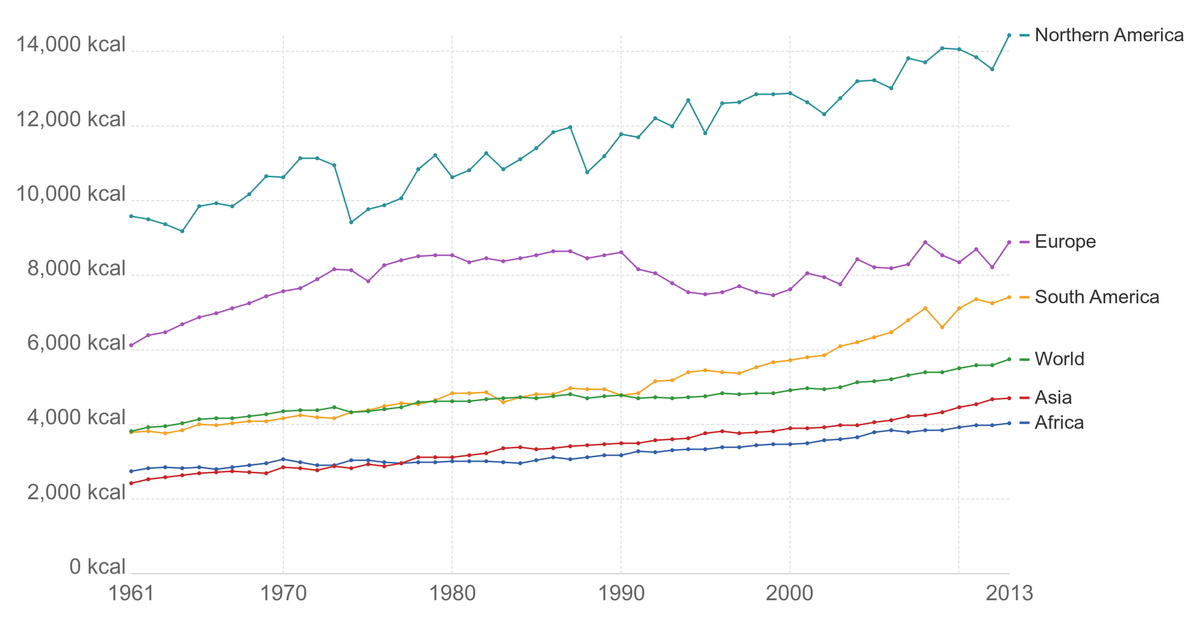 14,000 kcal
12,000 kcal
10,000 kcal
8,000 kcal
6,000 kcal
4,000 kcal
2,000 kcal
0 kcal
1961 1970 1980 1990 2000 2013
Northern America
Europe
South America
World
Asia
Africa